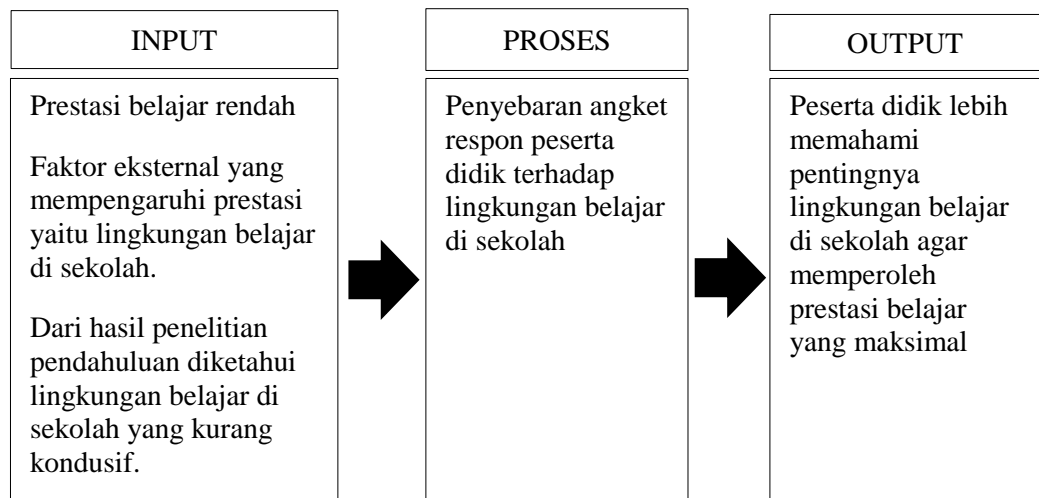 INPUT
Prestasi belajar rendah
Faktor eksternal yang
mempengaruhi prestasi
yaitu lingkungan belajar
di sekolah.
Dari hasil penelitian
pendahuluan diketahui
lingkungan belajar di
sekolah yang kurang
kondusif.
PROSES
Penyebaran angket
respon peserta
didik terhadap
lingkungan belajar
di sekolah
OUTPUT
Peserta didik lebih
memahami
pentingnya
lingkungan belajar
di sekolah agar
memperoleh
prestasi belajar
yang maksimal